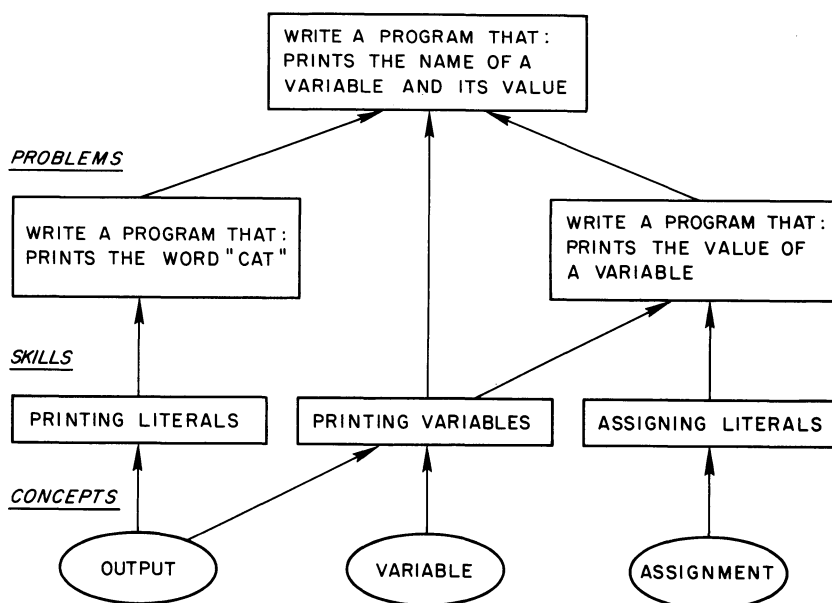 WRITE A PROGRAM THAT:
PRINTS THE NAME OF A
VARIABLE AND ITS VALUE
PROBLEMS
WRITE A PROGRAM THAT:
PRINTS THE WORD "CAT"
WRITE A PROGRAM THAT:
PRINTS THE VALUE OF
A VARIABLE
SKILLS
PRINTING LITERALS
PRINTING VARIABLES
ASSIGNING LITERALS
CONCEPTS
OUTPUT
VARIABLE
ASSIGNMENT